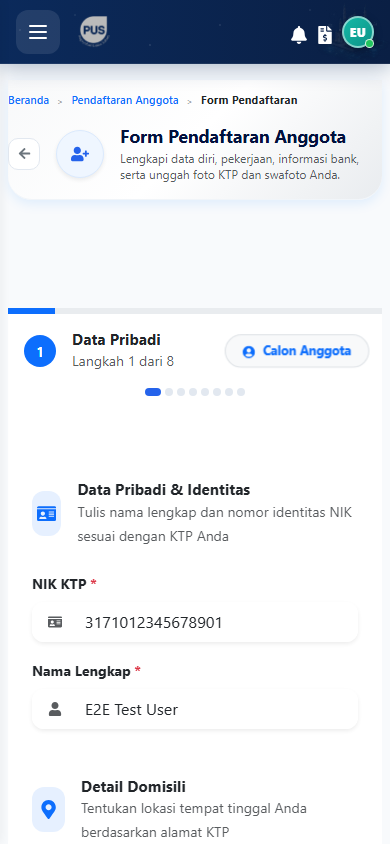 PUS
EU
Beranda > Pendaftaran Anggota > Form Pendaftaran
Form Pendaftaran Anggota
Lengkapi data diri, pekerjaan, informasi bank,
serta unggah foto KTP dan swafoto Anda.
1
Data Pribadi
Langkah 1 dari 8
Calon Anggota
Data Pribadi & Identitas
Tulis nama lengkap dan nomor identitas NIK
sesuai dengan KTP Anda
NIK KTP *
3171012345678901
Nama Lengkap *
E2E Test User
Detail Domisili
Tentukan lokasi tempat tinggal Anda
berdasarkan alamat KTP